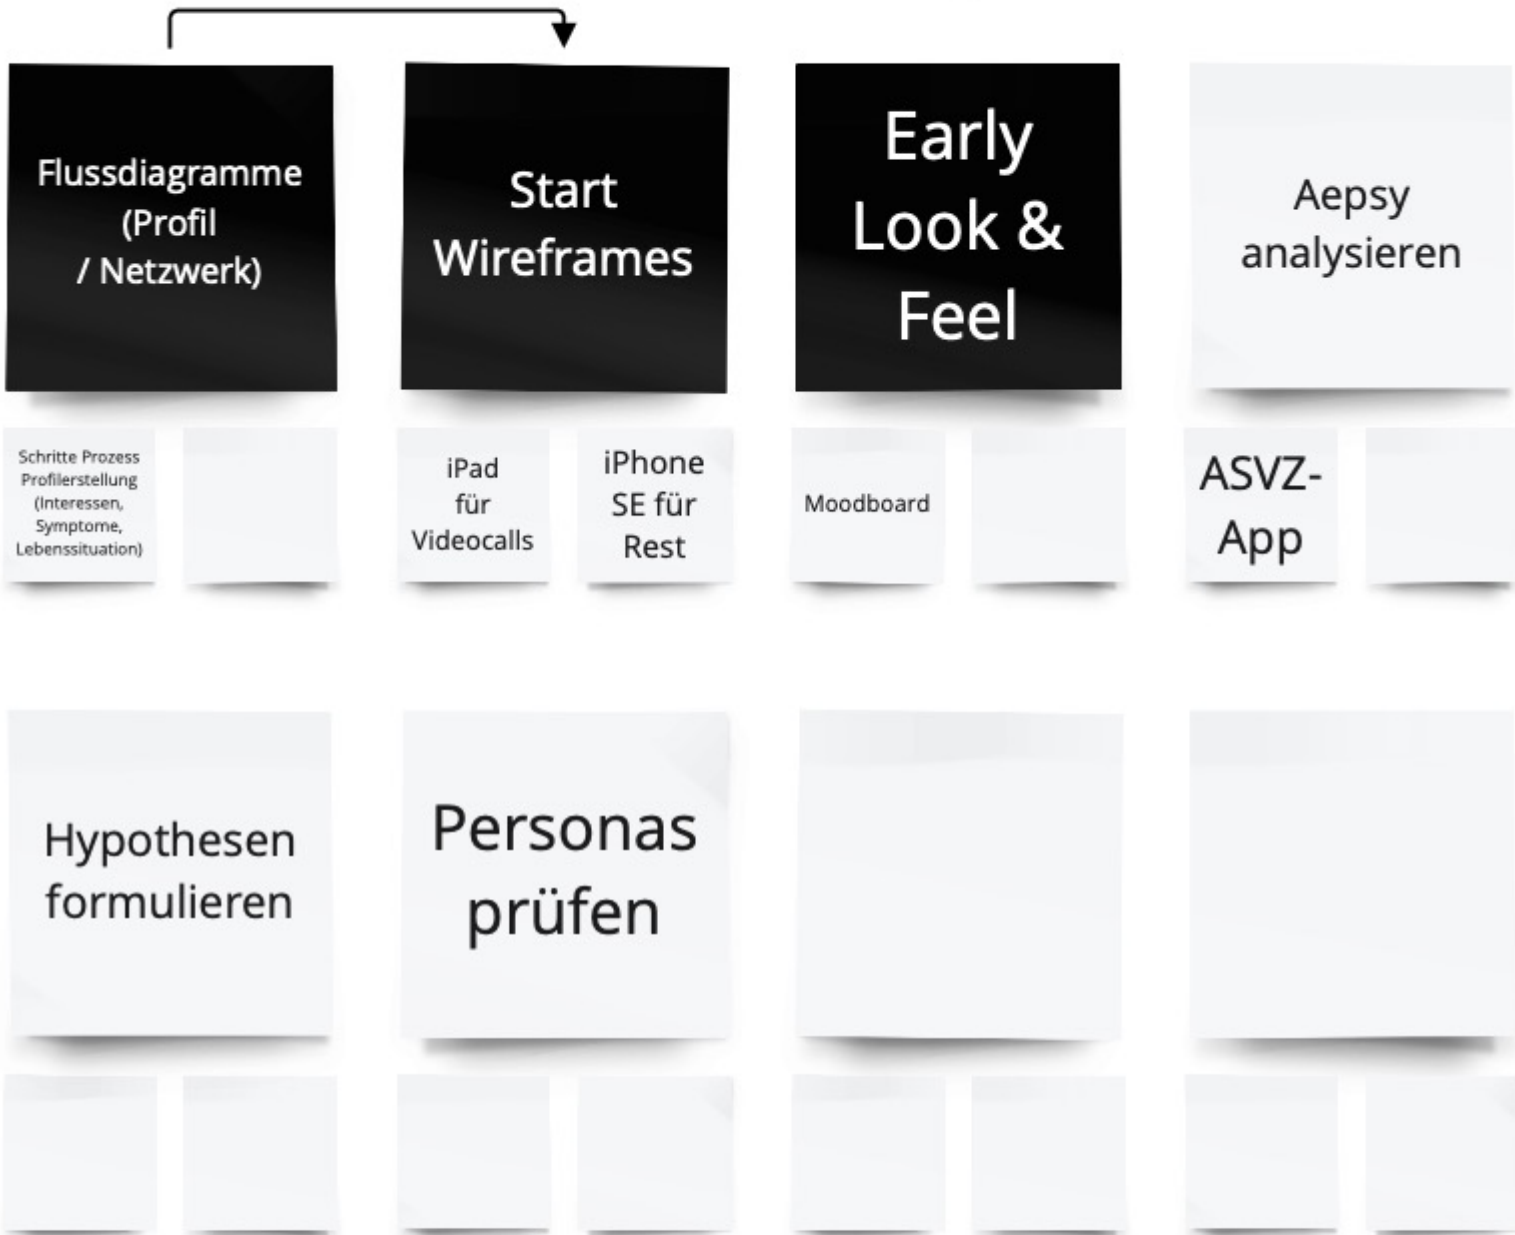 Flussdiagramme
(Profil
/ Netzwerk)
Start
Wireframes
Early
Look &
Feel
Aepsy
analysieren
Schritte Prozess
Profilerstellung
(Interessen,
Symptome,
Lebenssituation)
iPad
für
Videocalls
iPhone
SE für
Rest
Moodboard
ASVZ-
App
Hypothesen
formulieren
Personas
prüfen